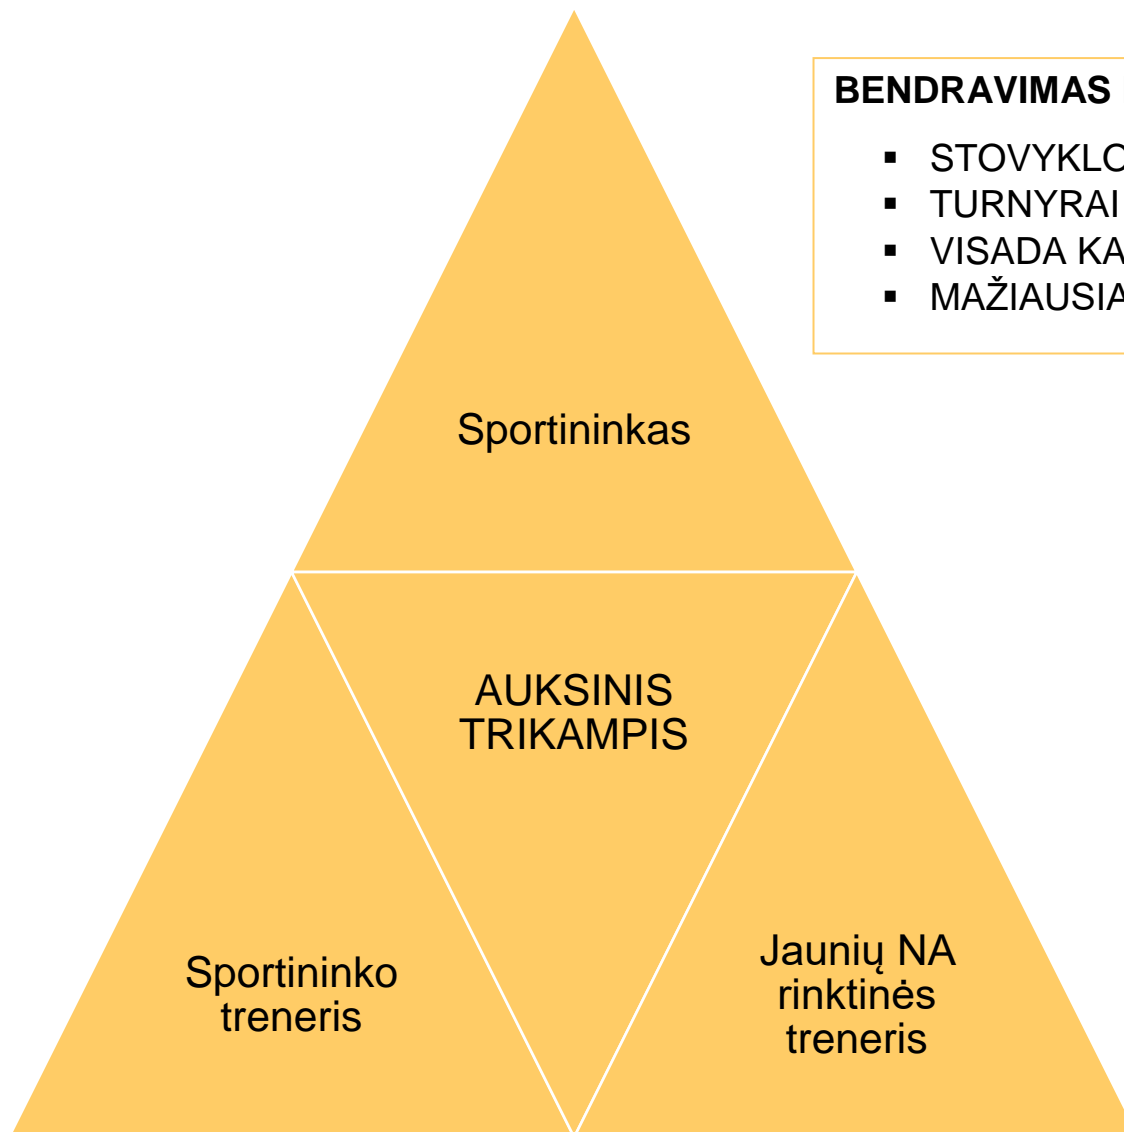 BENDRAVIMAS
▪ STOVYKLO
▪ TURNYRAI
▪ VISADA KA
▪ MAŽIAUSIA
Sportininkas
AUKSINIS
TRIKAMPIS
Sportininko
treneris
Jaunių NA
rinktinės
treneris